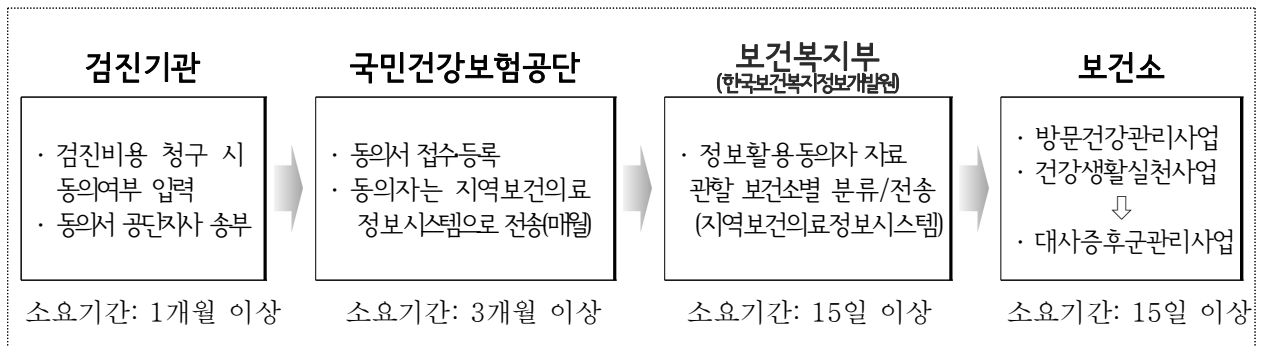 검진기관
· 검진비용 청구 시
동의여부 입력
· 동의서 공단지사 송부
소요기간: 1개월 이상
국민건강보험공단
· 동의서 접수·등록
· 동의자는 지역보건의료
정보시스템으로 전송(매월)
소요기간: 3개월 이상
보건복지부
(한국보건복지정보개발원)
· 정보활용동의자 자료
관할 보건소별 분류/전송
(지역보건의료정보시스템)
소요기간: 15일 이상
보건소
· 방문건강관리사업
· 건강생활실천사업
⇩
· 대사증후군관리사업
소요기간: 15일 이상